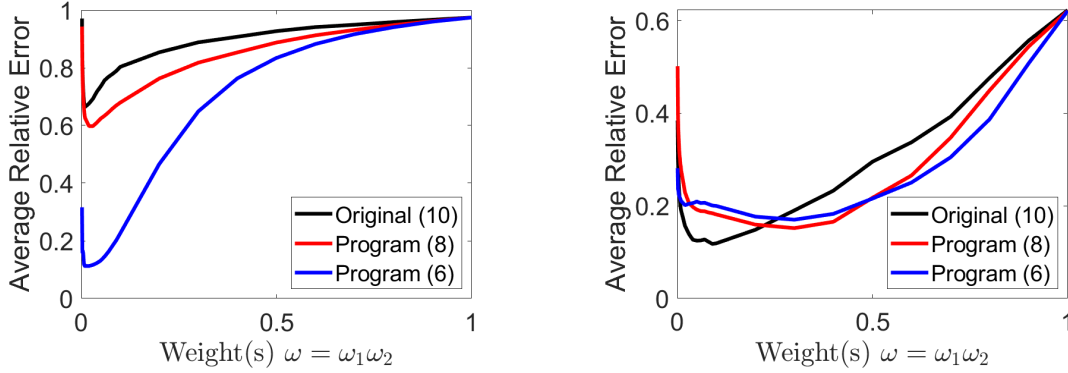 Average Relative Error
1
0.8
0.6
0.4
0.2
0
0
0.5
1
Original (10)
Program (8)
Program (6)
Weight(s) ω = ω₁ω₂
Average Relative Error
0.6
0.4
0.2
0
0
0.5
1
Original (10)
Program (8)
Program (6)
Weight(s) ω = ω₁ω₂